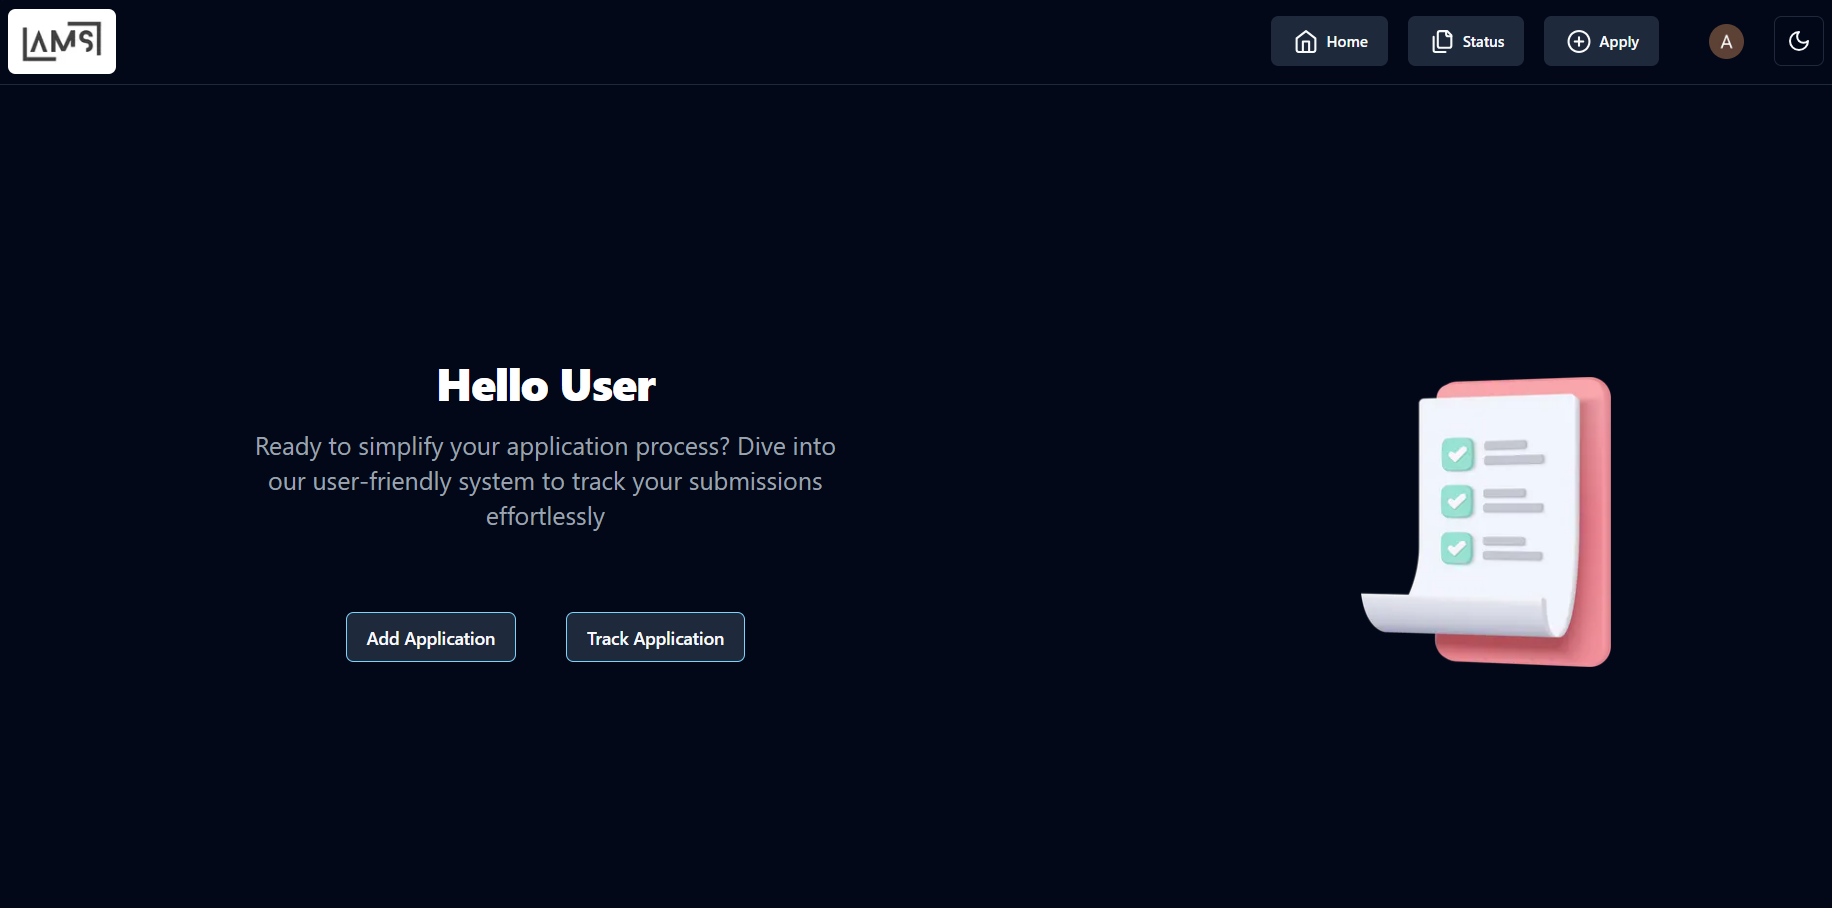 AMS
Home
Status
Apply
A
Hello User
Ready to simplify your application process? Dive into
our user-friendly system to track your submissions
effortlessly
Add Application
Track Application